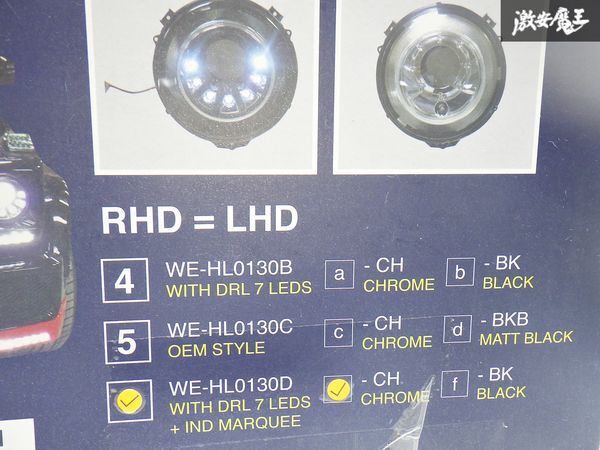 激安魔王
RHD = LHD
4 WE-HL0130B a - CH b - BK
WITH DRL 7 LEDS CHROME BLACK
5 WE-HL0130C c - CH d - BKB
OEM STYLE CHROME MATT BLACK
WE-HL0130D - CH f - BK
WITH DRL 7 LEDS CHROME BLACK
+ IND MARQUEE